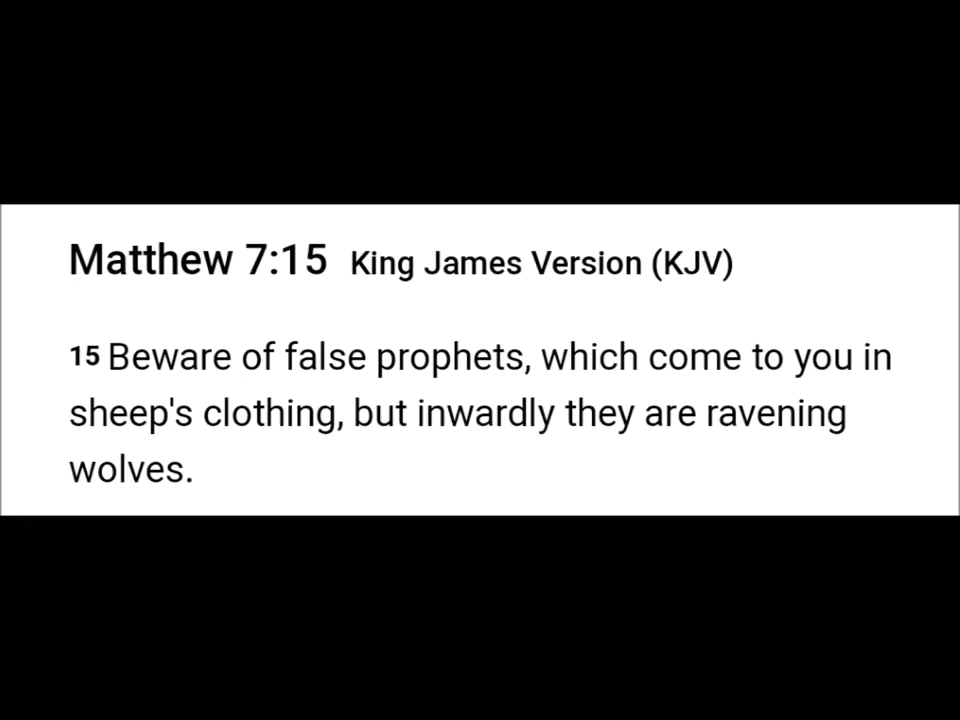 Matthew 7:15 King James Version (KJV)
15 Beware of false prophets, which come to you in
sheep's clothing, but inwardly they are ravening
wolves.